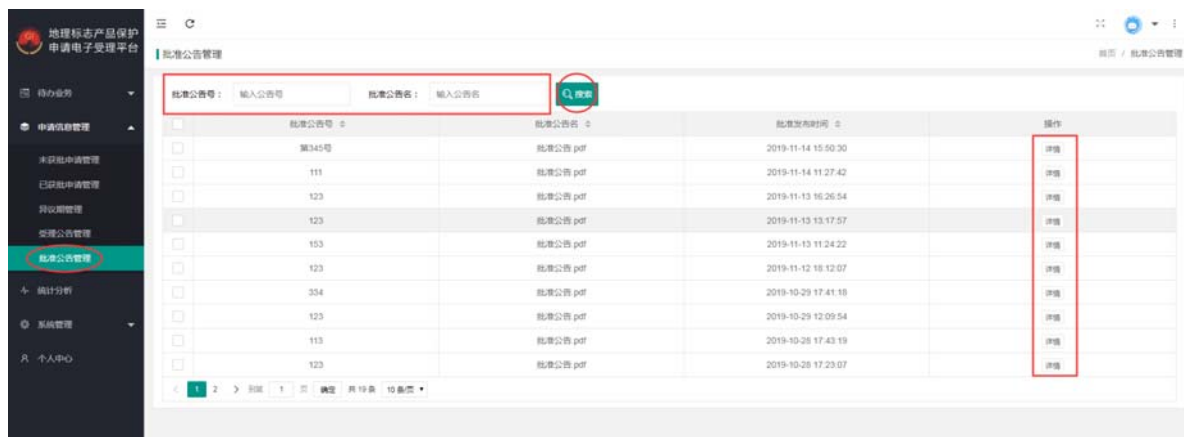 地理标志产品保护
申请电子受理平台
待办业务
申请信息管理
未获批申请管理
已获批申请管理
异议期管理
受理公告管理
批准公告管理
统计分析
系统管理
个人中心
批准公告管理
首页 / 批准公告管理
批准公告号： 输入公告号 批准公告名： 输入公告名 搜索
批准公告号 批准公告名 批准发布时间 操作
第345号 批准公告.pdf 2019-11-14 15:50:30 详情
111 批准公告.pdf 2019-11-14 11:27:42 详情
123 批准公告.pdf 2019-11-13 16:26:54 详情
123 批准公告.pdf 2019-11-13 13:17:57 详情
153 批准公告.pdf 2019-11-13 11:24:22 详情
123 批准公告.pdf 2019-11-12 18:12:07 详情
334 批准公告.pdf 2019-10-29 17:41:18 详情
123 批准公告.pdf 2019-10-29 12:09:54 详情
113 批准公告.pdf 2019-10-28 17:43:19 详情
123 批准公告.pdf 2019-10-28 17:23:07 详情
1 2 到第 1 页 确定 共 19 条 10 条/页